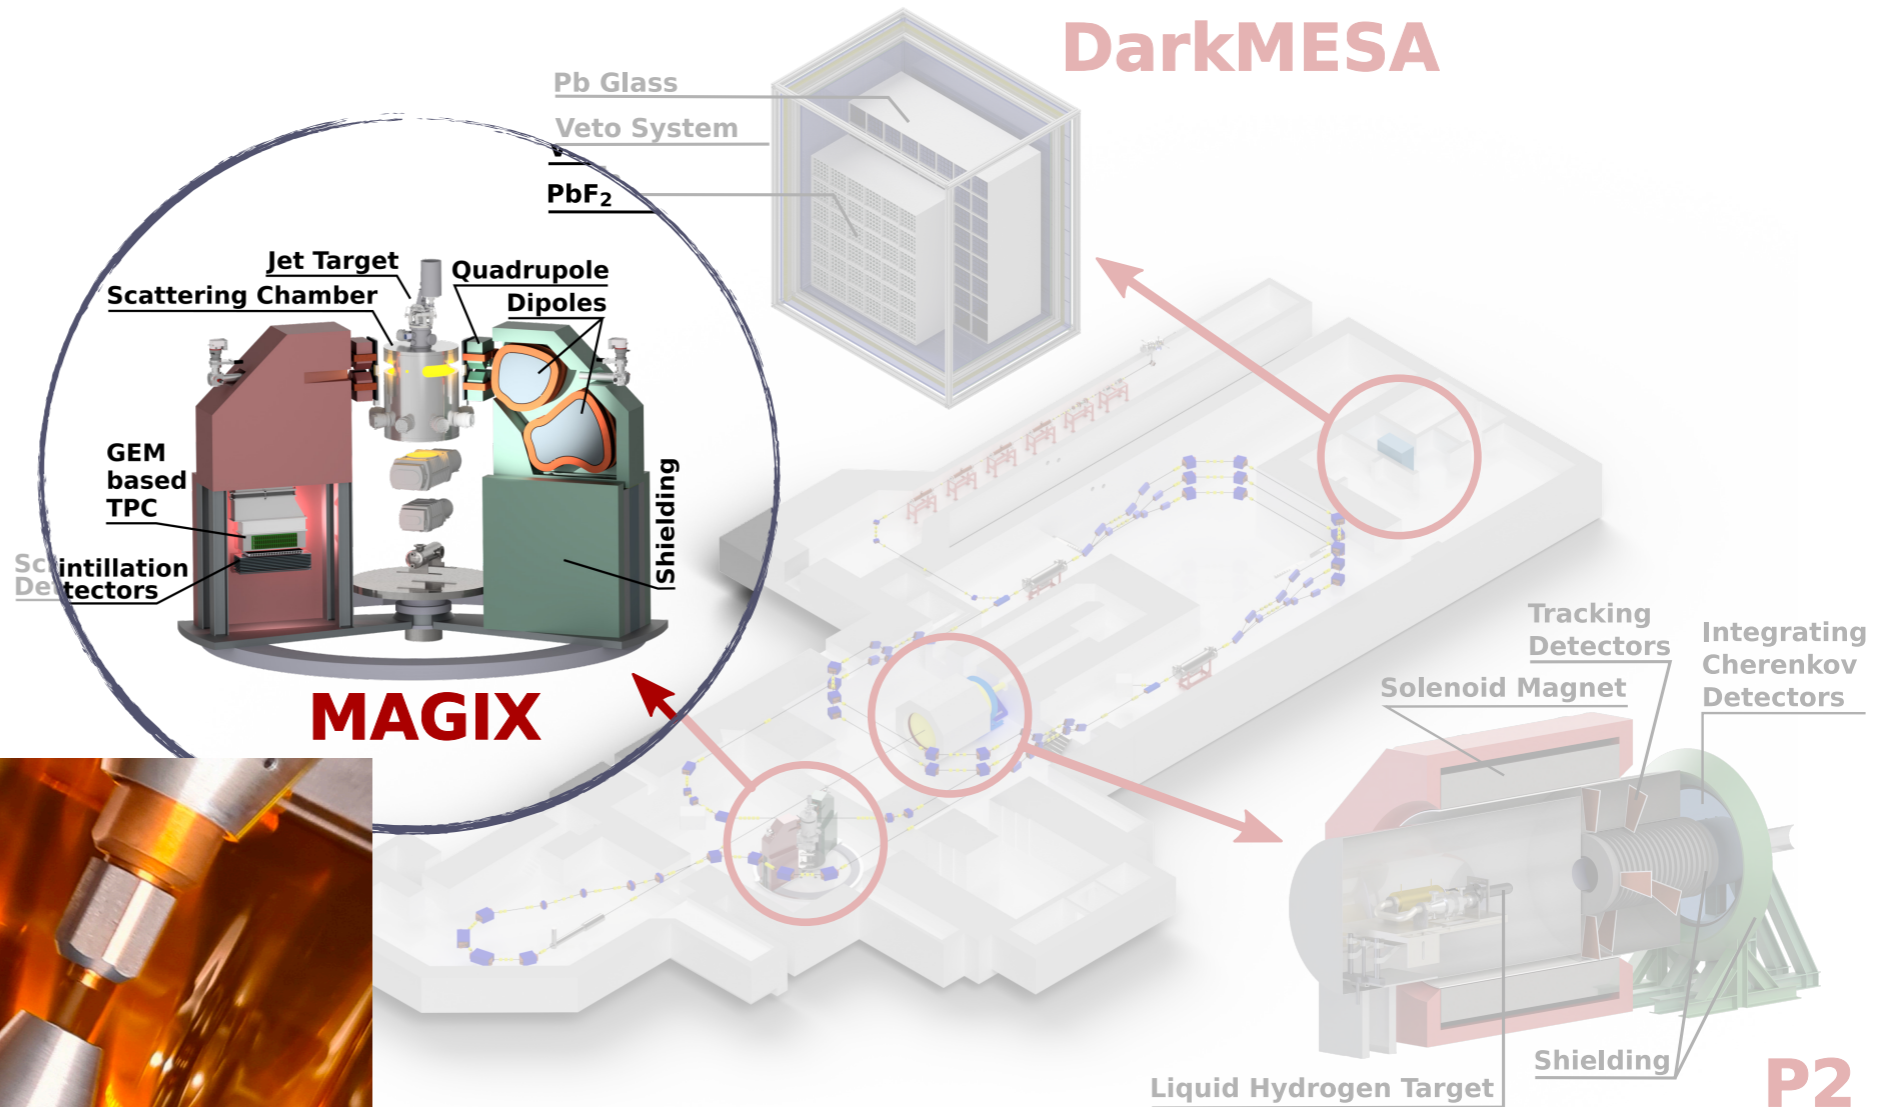 DarkMESA
Pb Glass
Veto System
PbF2
Jet Target
Quadrupole
Scattering Chamber
Dipoles
GEM
based
TPC
Scintillation
Detectors
Shielding
MAGIX
Tracking
Detectors
Integrating
Cherenkov
Detectors
Solenoid Magnet
Shielding
Liquid Hydrogen Target
P2